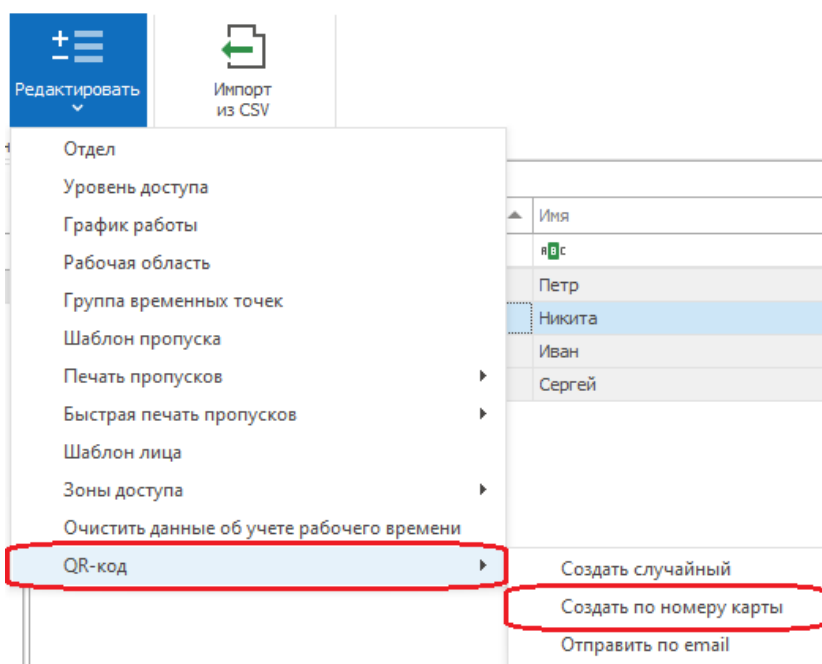 Редактировать
Импорт
из CSV
Отдел
Уровень доступа
График работы
Рабочая область
Группа временных точек
Шаблон пропуска
Печать пропусков
Быстрая печать пропусков
Шаблон лица
Зоны доступа
Очистить данные об учете рабочего времени
QR-код
Имя
ABC
Петр
Никита
Иван
Сергей
Создать случайный
Создать по номеру карты
Отправить по email